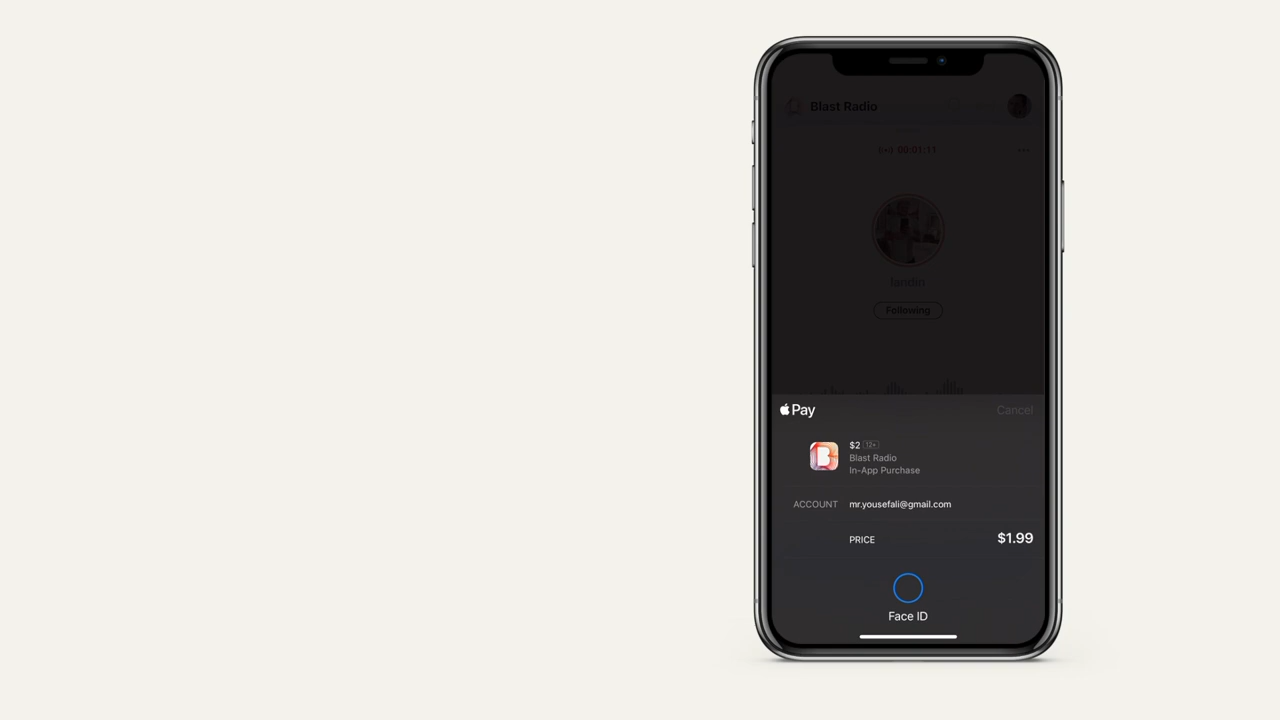 Blast Radio
00:01:11
landin
Following
Pay
Cancel
$2 12+
Blast Radio
In-App Purchase
ACCOUNT mr.yousefali@gmail.com
PRICE $1.99
Face ID